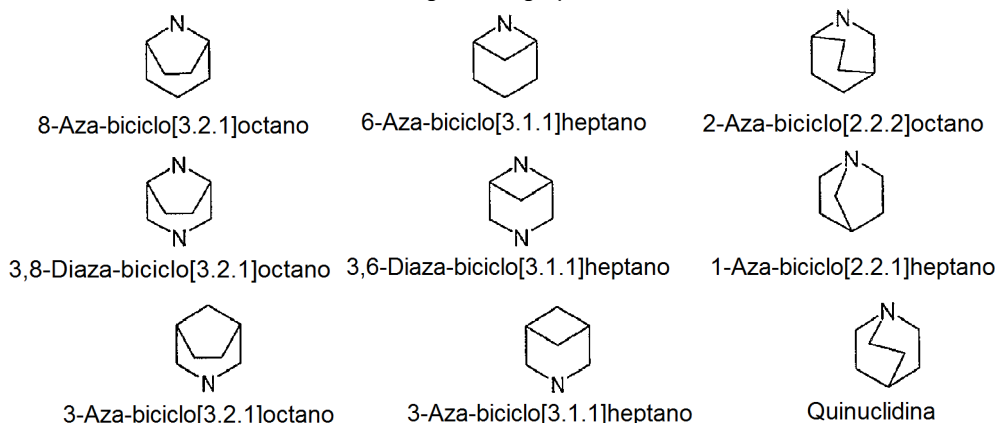 N N N
8-Aza-biciclo[3.2.1]octano 6-Aza-biciclo[3.1.1]heptano 2-Aza-biciclo[2.2.2]octano
N N N
N N
3,8-Diaza-biciclo[3.2.1]octano 3,6-Diaza-biciclo[3.1.1]heptano 1-Aza-biciclo[2.2.1]heptano
N
N N
3-Aza-biciclo[3.2.1]octano 3-Aza-biciclo[3.1.1]heptano Quinuclidina